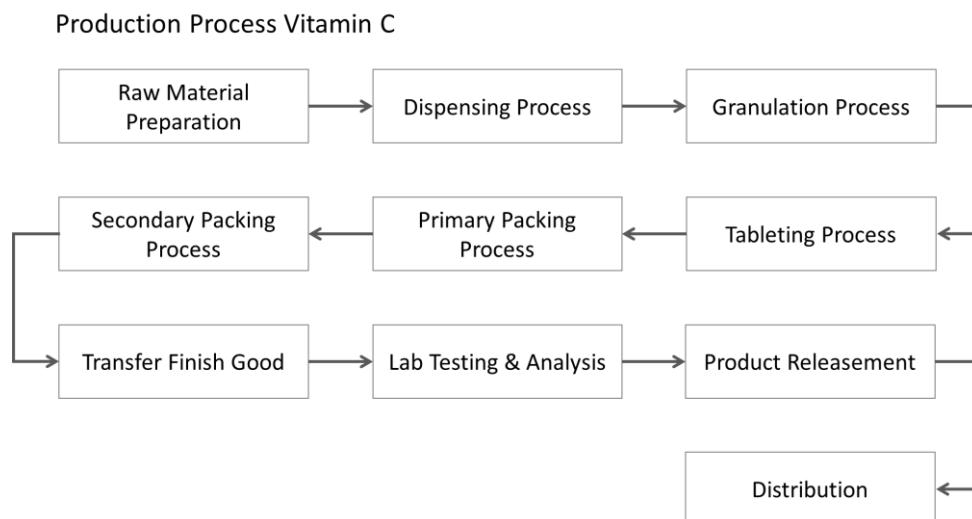 Production Process Vitamin C
Raw Material
Preparation
Dispensing Process
Granulation Process
Tableting Process
Primary Packing
Process
Secondary Packing
Process
Transfer Finish Good
Lab Testing & Analysis
Product Releasement
Distribution